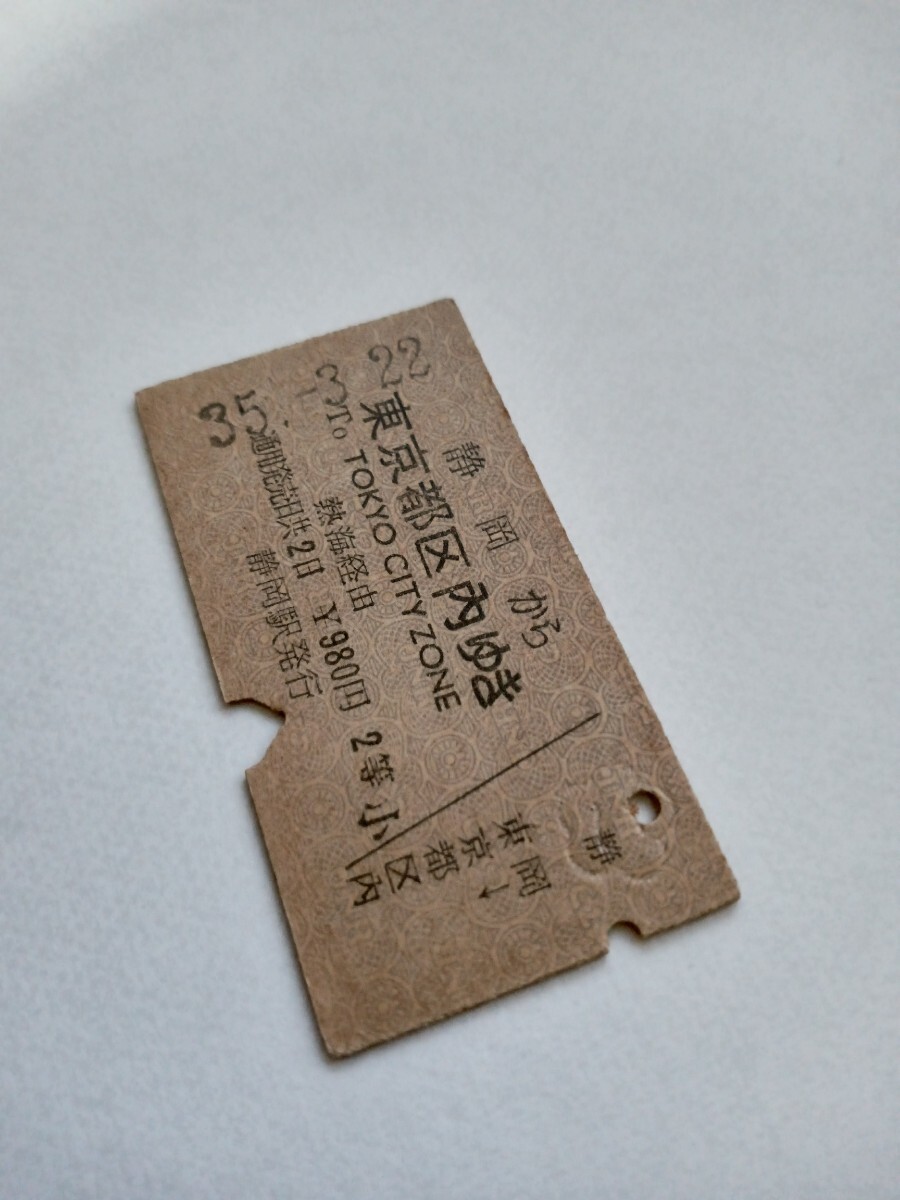 35. 3. 22
静岡から
東京都区内ゆき
To TOKYO CITY ZONE
熱海経由 ¥980円 2等 小
通用発売日共2日
静岡駅発行
静岡
↓
東京都区内